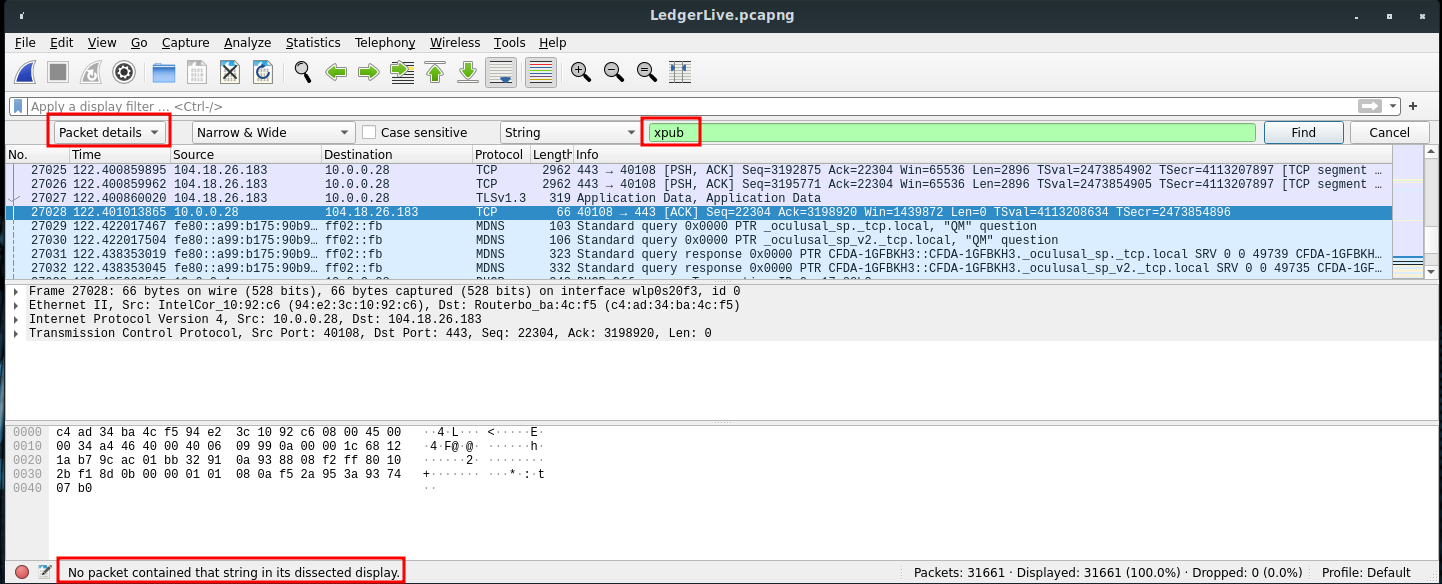 LedgerLive.pcapng
File Edit View Go Capture Analyze Statistics Telephony Wireless Tools Help
Apply a display filter ... <Ctrl-/>
Packet details Narrow & Wide Case sensitive String xpub Find Cancel
No. Time Source Destination Protocol Length Info
27025 122.400859895 104.18.26.183 10.0.0.28 TCP 2962 443 → 40108 [PSH, ACK] Seq=3192875 Ack=22304 Win=65536 Len=2896 TSval=2473854902 TSecr=4113207897 [TCP segment …
27026 122.400859962 104.18.26.183 10.0.0.28 TCP 2962 443 → 40108 [PSH, ACK] Seq=3195771 Ack=22304 Win=65536 Len=2896 TSval=2473854905 TSecr=4113207897 [TCP segment …
27027 122.400860020 104.18.26.183 10.0.0.28 TLSv1.3 319 Application Data, Application Data
27028 122.401013865 10.0.0.28 104.18.26.183 TCP 66 40108 → 443 [ACK] Seq=22304 Ack=3198920 Win=1439872 Len=0 TSval=4113208634 TSecr=2473854896
27029 122.422017467 fe80::a99:b175:90b9… ff02::fb MDNS 103 Standard query 0x0000 PTR _oculusal_sp._tcp.local, "QM" question
27030 122.422017504 fe80::a99:b175:90b9… ff02::fb MDNS 106 Standard query 0x0000 PTR _oculusal_sp_v2._tcp.local, "QM" question
27031 122.438353019 fe80::a99:b175:90b9… ff02::fb MDNS 323 Standard query response 0x0000 PTR CFDA-1GFBKH3::CFDA-1GFBKH3._oculusal_sp._tcp.local SRV 0 0 49739 CFDA-1GFBKH…
27032 122.438353045 fe80::a99:b175:90b9… ff02::fb MDNS 332 Standard query response 0x0000 PTR CFDA-1GFBKH3::CFDA-1GFBKH3._oculusal_sp_v2._tcp.local SRV 0 0 49735 CFDA-1GF…
Frame 27028: 66 bytes on wire (528 bits), 66 bytes captured (528 bits) on interface wlp0s20f3, id 0
Ethernet II, Src: IntelCor_10:92:c6 (94:e2:3c:10:92:c6), Dst: Routerbo_ba:4c:f5 (c4:ad:34:ba:4c:f5)
Internet Protocol Version 4, Src: 10.0.0.28, Dst: 104.18.26.183
Transmission Control Protocol, Src Port: 40108, Dst Port: 443, Seq: 22304, Ack: 3198920, Len: 0
0000 c4 ad 34 ba 4c f5 94 e2 3c 10 92 c6 08 00 45 00 ··4·L··· <·····E·
0010 00 34 a4 46 40 00 40 06 09 99 0a 00 00 1c 68 12 ·4·F@·@· ······h·
0020 1a b7 9c ac 01 bb 32 91 0a 93 88 08 f2 ff 80 10 ······2· ········
0030 2b f1 8d 0b 00 00 01 01 08 0a f5 2a 95 3a 93 74 +······· ···*·:·t
0040 07 b0 ··
No packet contained that string in its dissected display. Packets: 31661 · Displayed: 31661 (100.0%) · Dropped: 0 (0.0%) Profile: Default